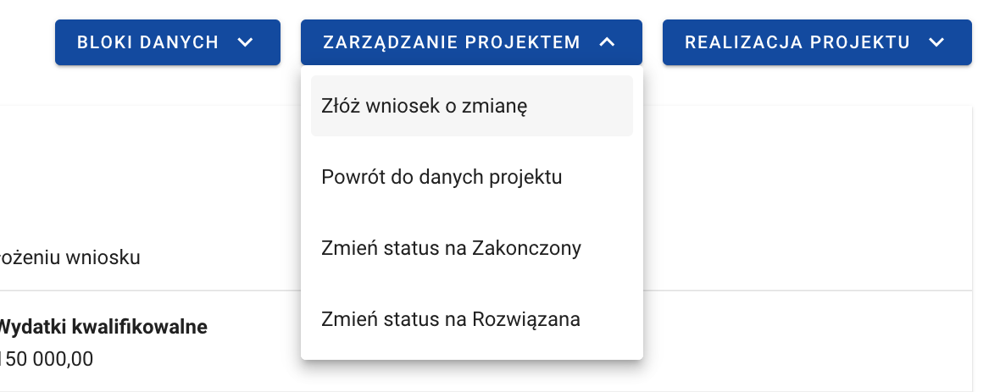 BLOKI DANYCH
ZARZĄDZANIE PROJEKTEM
REALIZACJA PROJEKTU
Złóż wniosek o zmianę
Powrót do danych projektu
Zmień status na Zakonczony
ożeniu wniosku
Zmień status na Rozwiązana
Wydatki kwalifikowalne
150 000,00